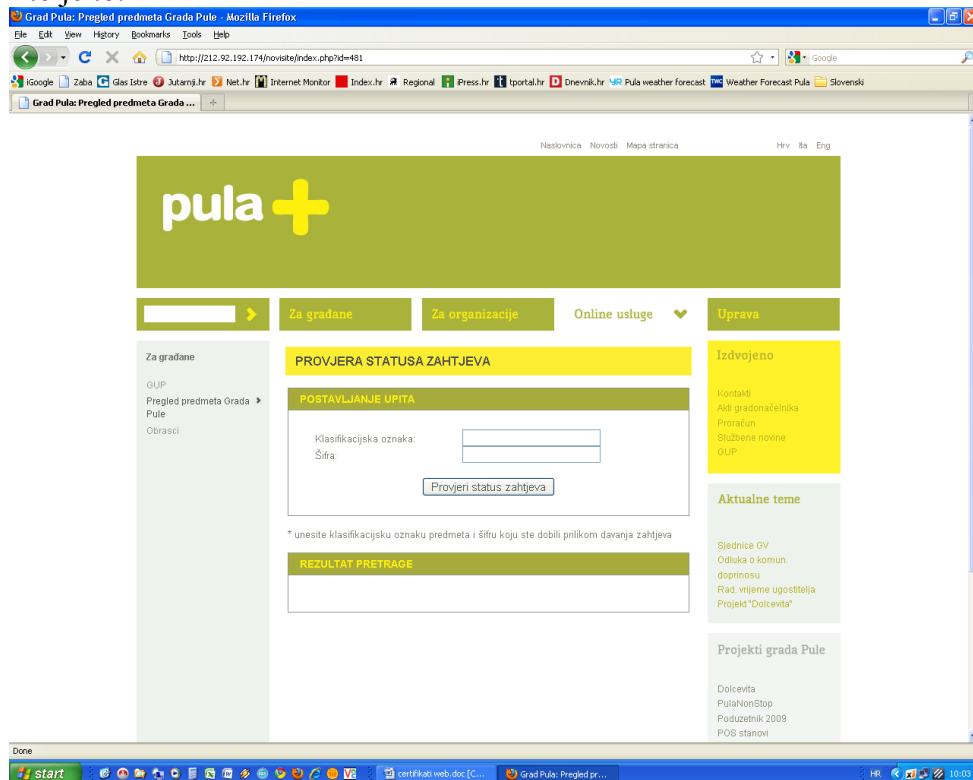 Grad Pula: Pregled predmeta Grada Pule - Mozilla Firefox
File Edit View History Bookmarks Tools Help
http://212.92.192.174/novisite/index.php?id=481
Google
iGoogle Zaba Glas Istre Jutarnji.hr Net.hr Internet Monitor Index.hr Regional iPress.hr tportal.hr Dnevnik.hr Pula weather forecast Weather Forecast Pula Slovenski
Grad Pula: Pregled predmeta Grada ...
Naslovnica Novosti Mapa stranica Hrv Ita Eng
pula +
Za građane Za organizacije Online usluge Uprava
Za građane
GUP
Pregled predmeta Grada
Pule
Obrasci
PROVJERA STATUSA ZAHTJEVA
POSTAVLJANJE UPITA
Klasifikacijska oznaka:
Šifra:
Provjeri status zahtjeva
* unesite klasifikacijsku oznaku predmeta i šifru koju ste dobili prilikom davanja zahtjeva
REZULTAT PRETRAGE
Izdvojeno
Kontakti
Akti gradonačelnika
Proračun
Službene novine
GUP
Aktualne teme
Sjednice GV
Odluka o komun.
doprinosu
Rad. vrijeme ugostitelja
Projekt "Dolcevita"
Projekti grada Pule
Dolcevita
PulaNonStop
Poduzetnik 2009
POS stanovi
Done
start certifikati web.doc [C... Grad Pula: Pregled pr... HR 10:03